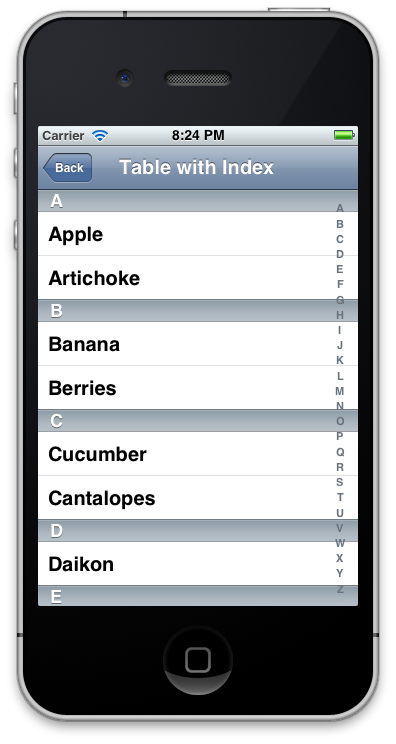 Carrier 8:24 PM
Back Table with Index
A
Apple
Artichoke
B
Banana
Berries
C
Cucumber
Cantalopes
D
Daikon
E
A
B
C
D
E
F
G
H
I
J
K
L
M
N
O
P
Q
R
S
T
U
V
W
X
Y
Z